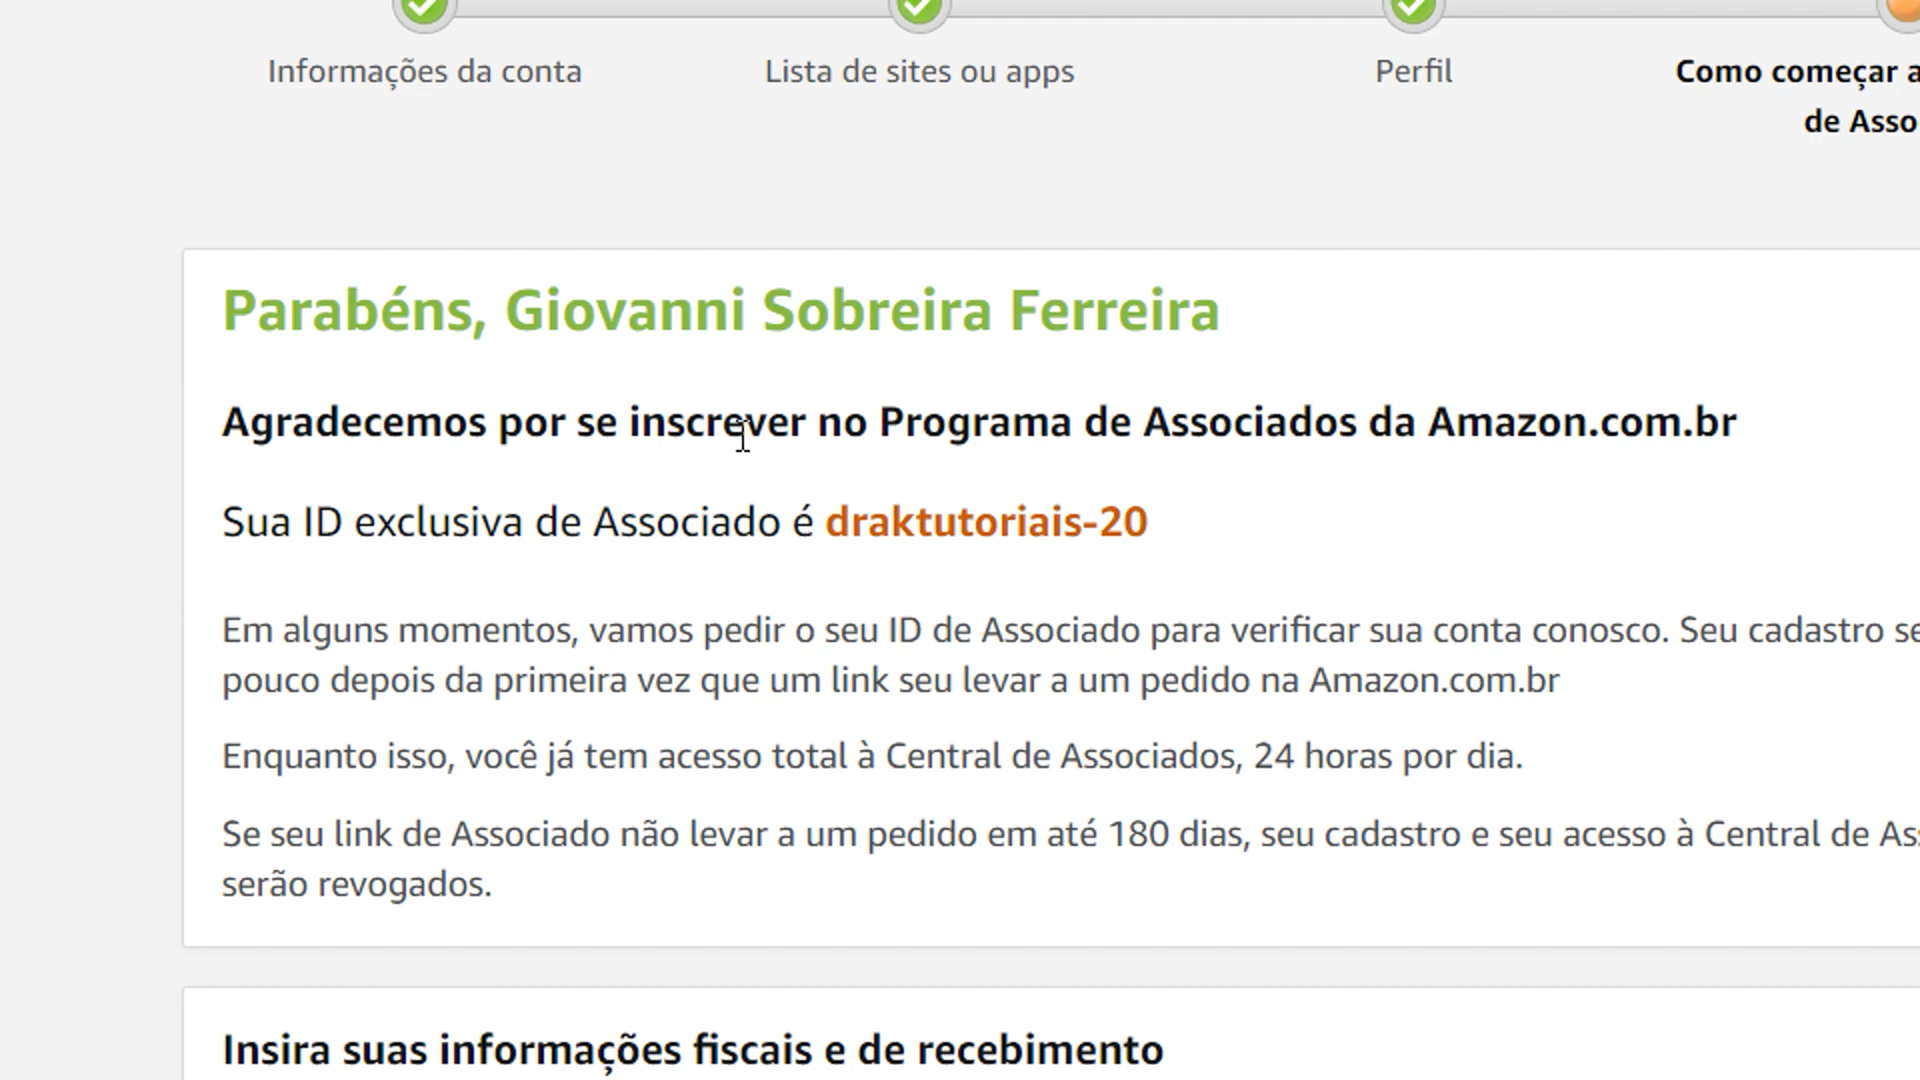 Informações da conta
Lista de sites ou apps
Perfil
Como começar a
de Asso
Parabéns, Giovanni Sobreira Ferreira
Agradecemos por se inscrever no Programa de Associados da Amazon.com.br
Sua ID exclusiva de Associado é draktutoriais-20
Em alguns momentos, vamos pedir o seu ID de Associado para verificar sua conta conosco. Seu cadastro se
pouco depois da primeira vez que um link seu levar a um pedido na Amazon.com.br
Enquanto isso, você já tem acesso total à Central de Associados, 24 horas por dia.
Se seu link de Associado não levar a um pedido em até 180 dias, seu cadastro e seu acesso à Central de As
serão revogados.
Insira suas informações fiscais e de recebimento